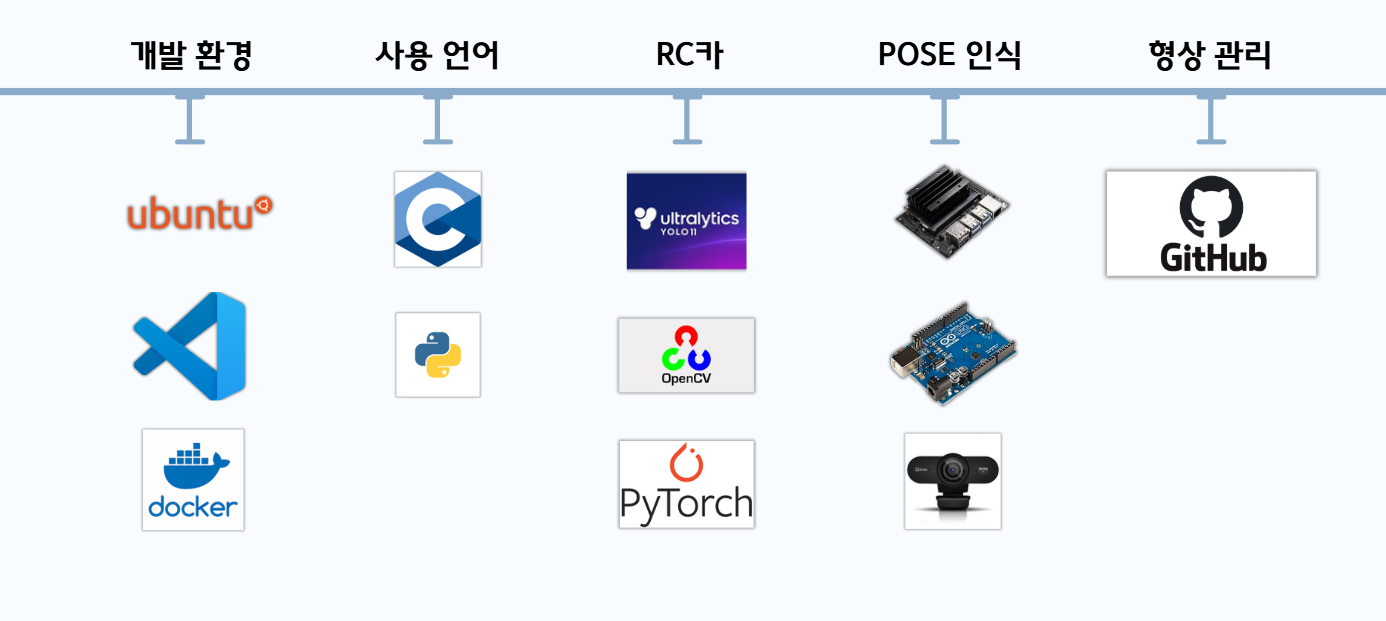 개발 환경
사용 언어
RC카
POSE 인식
형상 관리
ubuntu
C
ultralytics
YOLO11
GitHub
OpenCV
docker
PyTorch